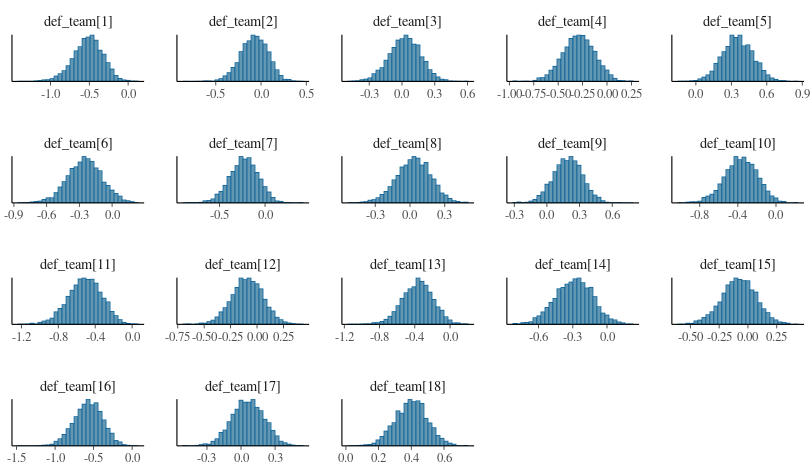 def_team[1] def_team[2] def_team[3] def_team[4] def_team[5]
-1.0 -0.5 0.0 -0.5 0.0 0.5 -0.3 0.0 0.3 0.6 -1.00 -0.75 -0.50 -0.25 0.00 0.25 0.0 0.3 0.6 0.9
def_team[6] def_team[7] def_team[8] def_team[9] def_team[10]
-0.9 -0.6 -0.3 0.0 -0.5 0.0 -0.3 0.0 0.3 -0.3 0.0 0.3 0.6 -0.8 -0.4 0.0
def_team[11] def_team[12] def_team[13] def_team[14] def_team[15]
-1.2 -0.8 -0.4 0.0 -0.75 -0.50 -0.25 0.00 0.25 -1.2 -0.8 -0.4 0.0 -0.6 -0.3 0.0 -0.50 -0.25 0.00 0.25
def_team[16] def_team[17] def_team[18]
-1.5 -1.0 -0.5 0.0 -0.3 0.0 0.3 0.0 0.2 0.4 0.6